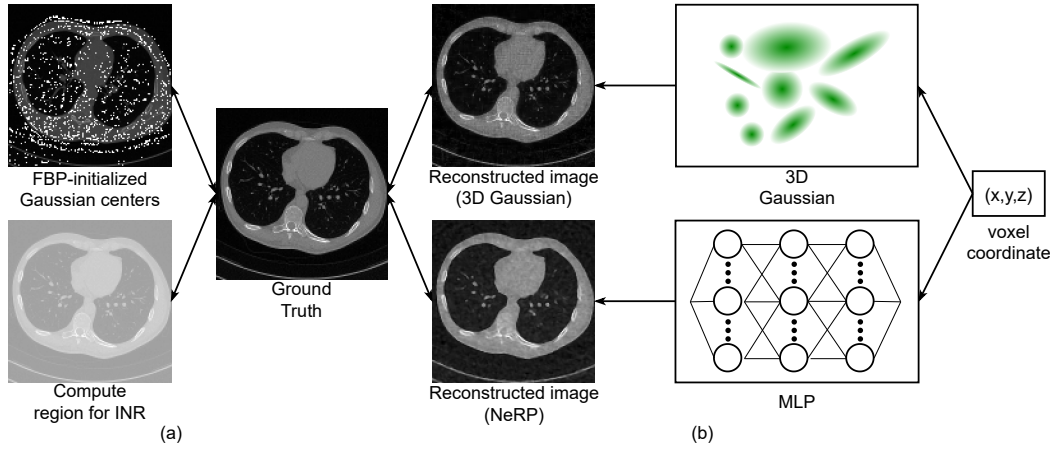 FBP-initialized
Gaussian centers
Compute
region for INR
(a)
Ground
Truth
Reconstructed image
(3D Gaussian)
Reconstructed image
(NeRP)
3D
Gaussian
MLP
(b)
(x,y,z)
voxel
coordinate